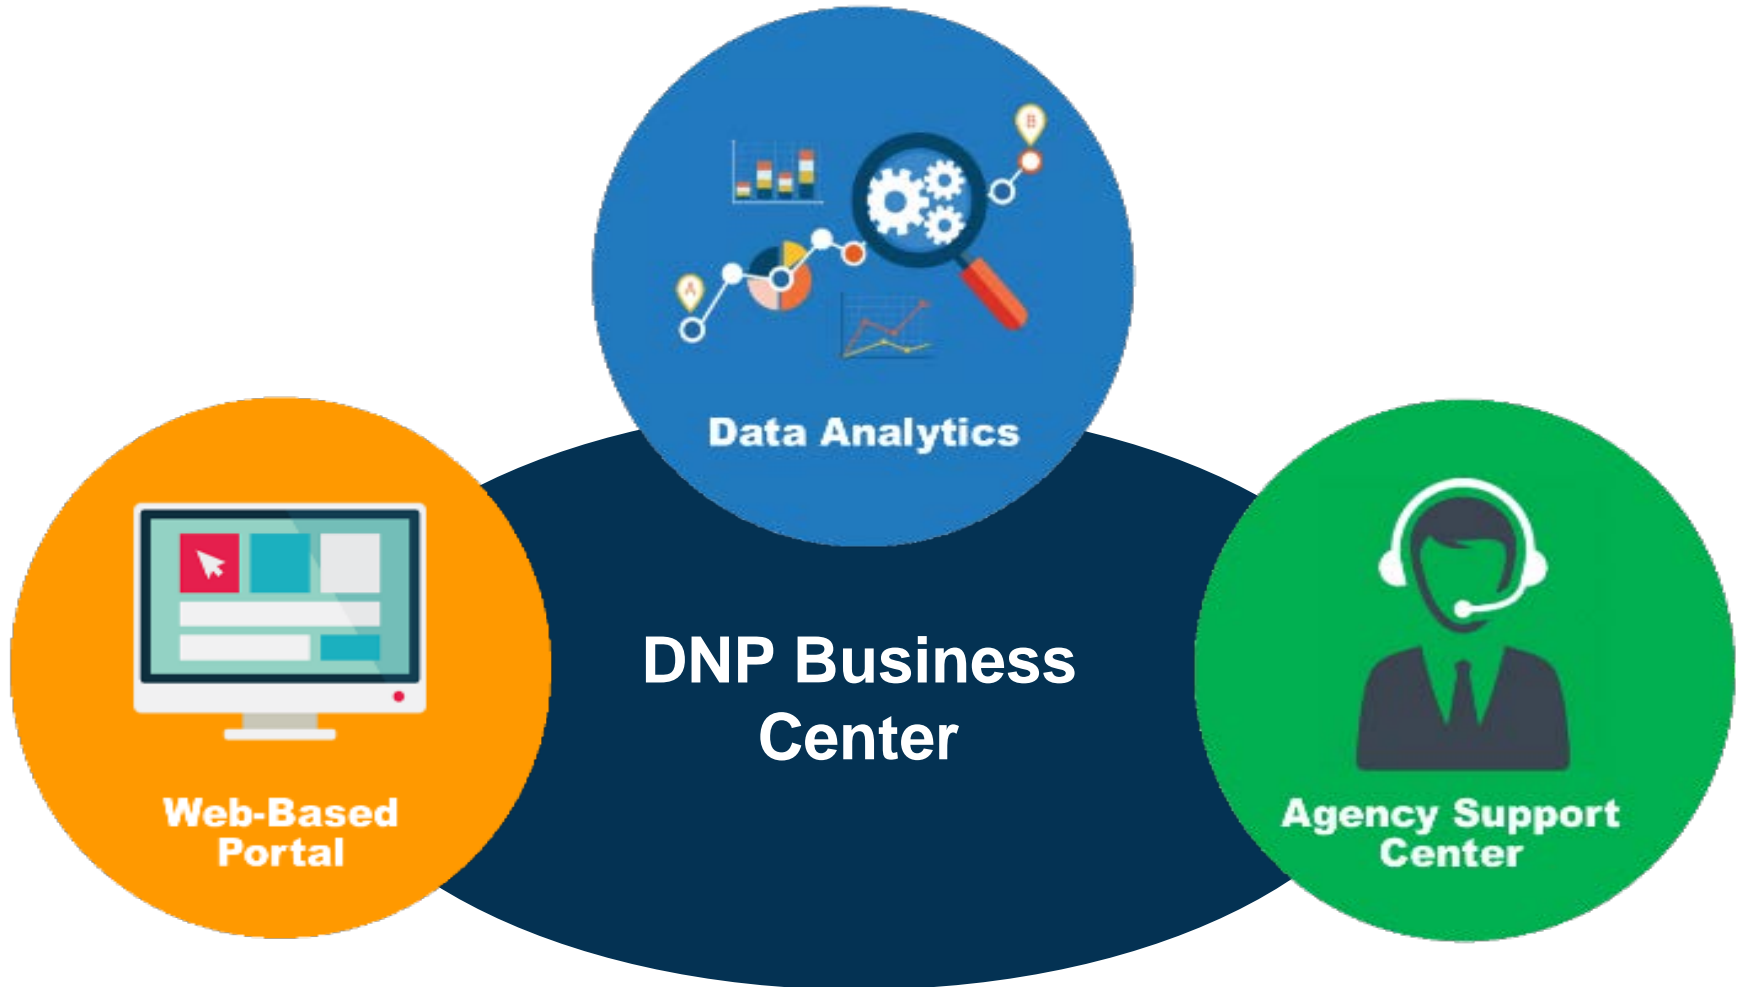 B
A
Data Analytics
DNP Business
Center
Web-Based
Portal
Agency Support
Center